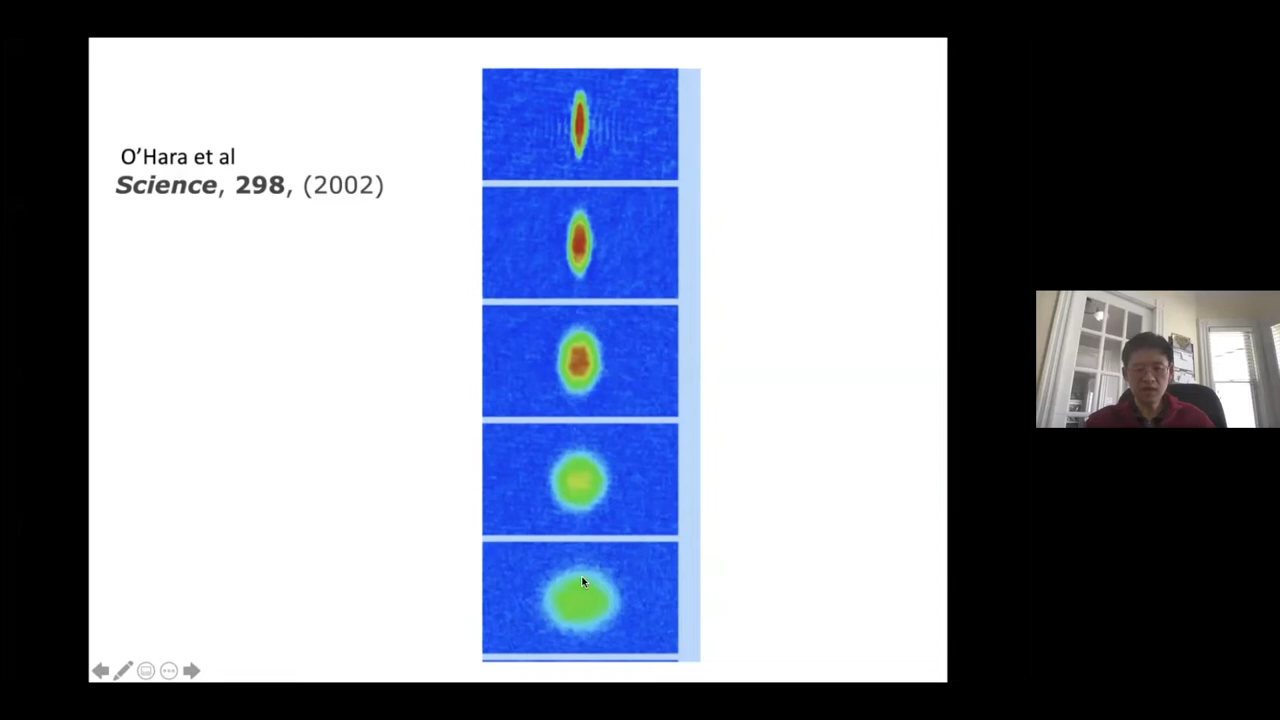 O'Hara et al
Science, 298, (2002)